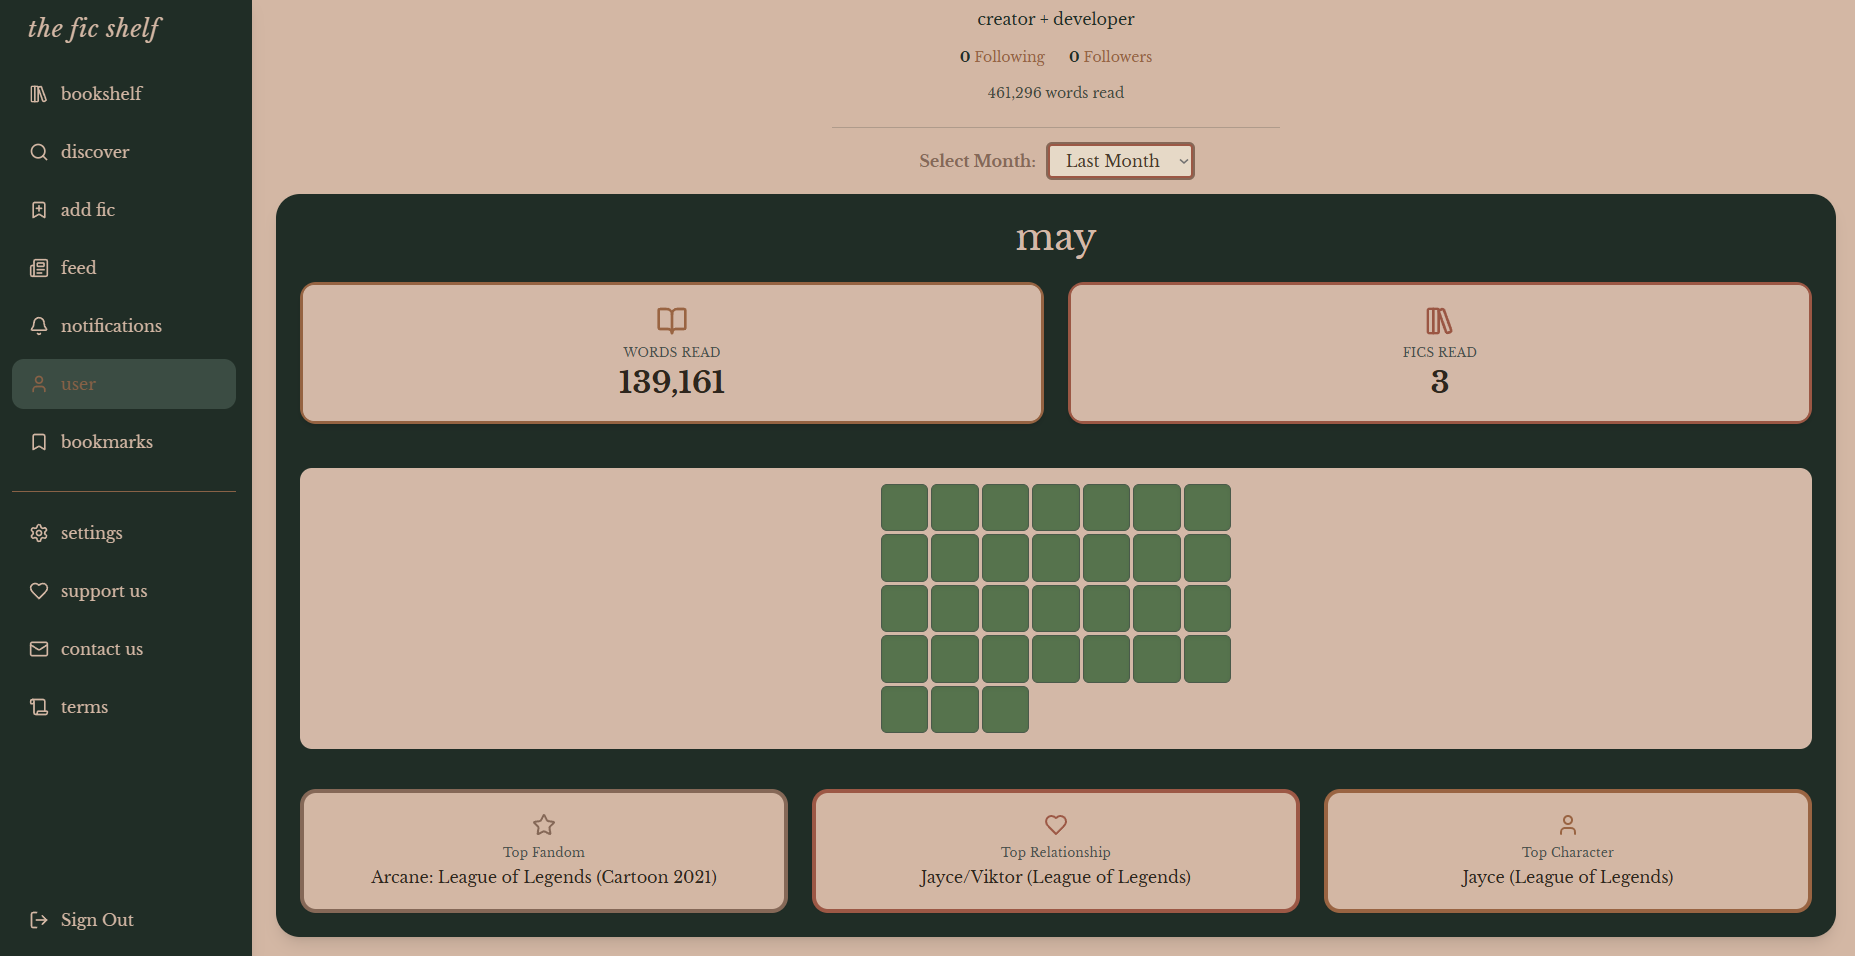 the fic shelf
bookshelf
discover
add fic
feed
notifications
user
bookmarks
settings
support us
contact us
terms
Sign Out
creator + developer
0 Following 0 Followers
461,296 words read
Select Month: Last Month
may
WORDS READ
139,161
FICS READ
3
Top Fandom
Arcane: League of Legends (Cartoon 2021)
Top Relationship
Jayce/Viktor (League of Legends)
Top Character
Jayce (League of Legends)